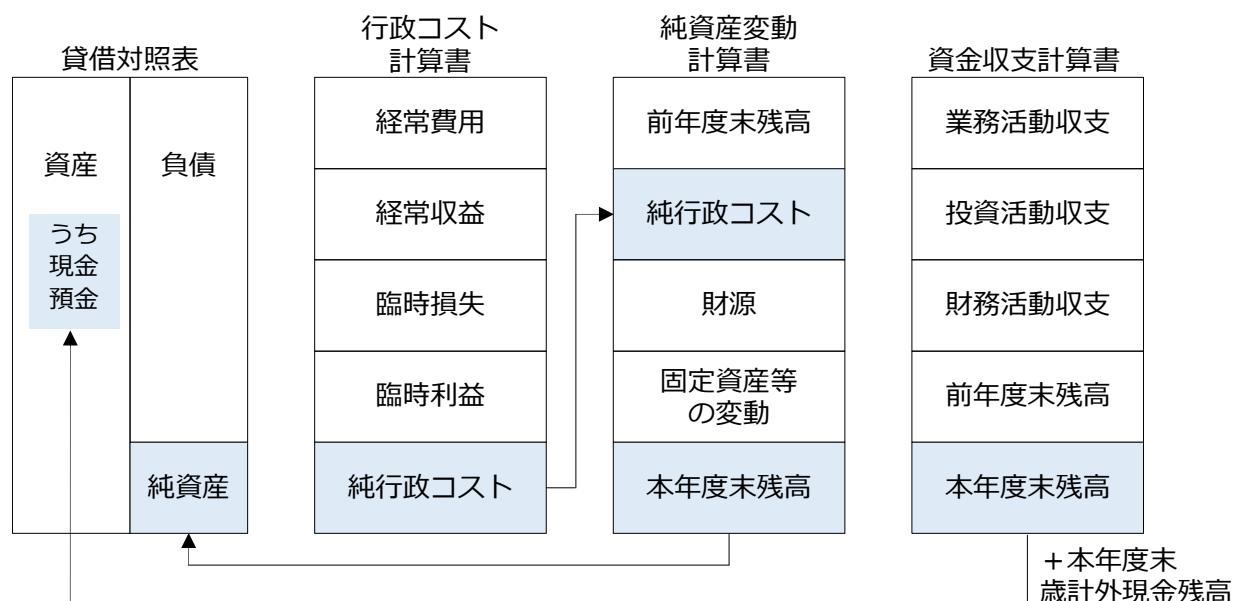 貸借対照表
資産
うち
現金
預金
負債
純資産
行政コスト
計算書
経常費用
経常収益
臨時損失
臨時利益
純行政コスト
純資産変動
計算書
前年度末残高
純行政コスト
財源
固定資産等
の変動
本年度末残高
資金収支計算書
業務活動収支
投資活動収支
財務活動収支
前年度末残高
本年度末残高
＋本年度末
歳計外現金残高